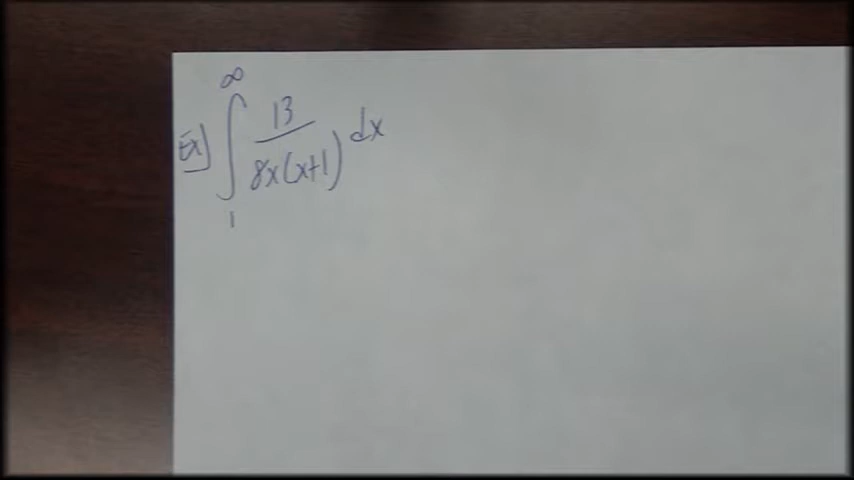 Ex] ∫₁^∞ 13/(8x(x+1)) dx